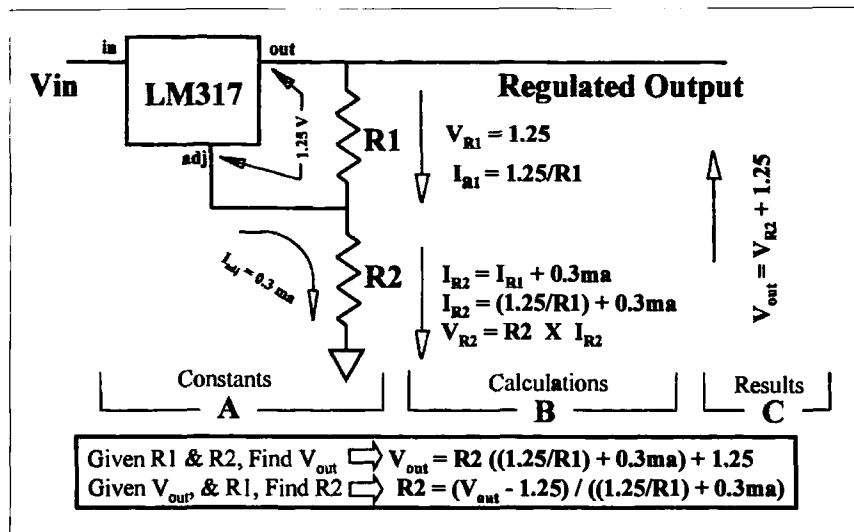 in
out
Vin
LM317
Regulated Output
adj
1.25 V
R1
V_R1 = 1.25
I_R1 = 1.25/R1
I_adj = 0.3 ma
R2
I_R2 = I_R1 + 0.3ma
I_R2 = (1.25/R1) + 0.3ma
V_R2 = R2 X I_R2
V_out = V_R2 + 1.25
Constants
A
Calculations
B
Results
C
Given R1 & R2, Find V_out ⇨ V_out = R2 ((1.25/R1) + 0.3ma) + 1.25
Given V_out, & R1, Find R2 ⇨ R2 = (V_out - 1.25) / ((1.25/R1) + 0.3ma)